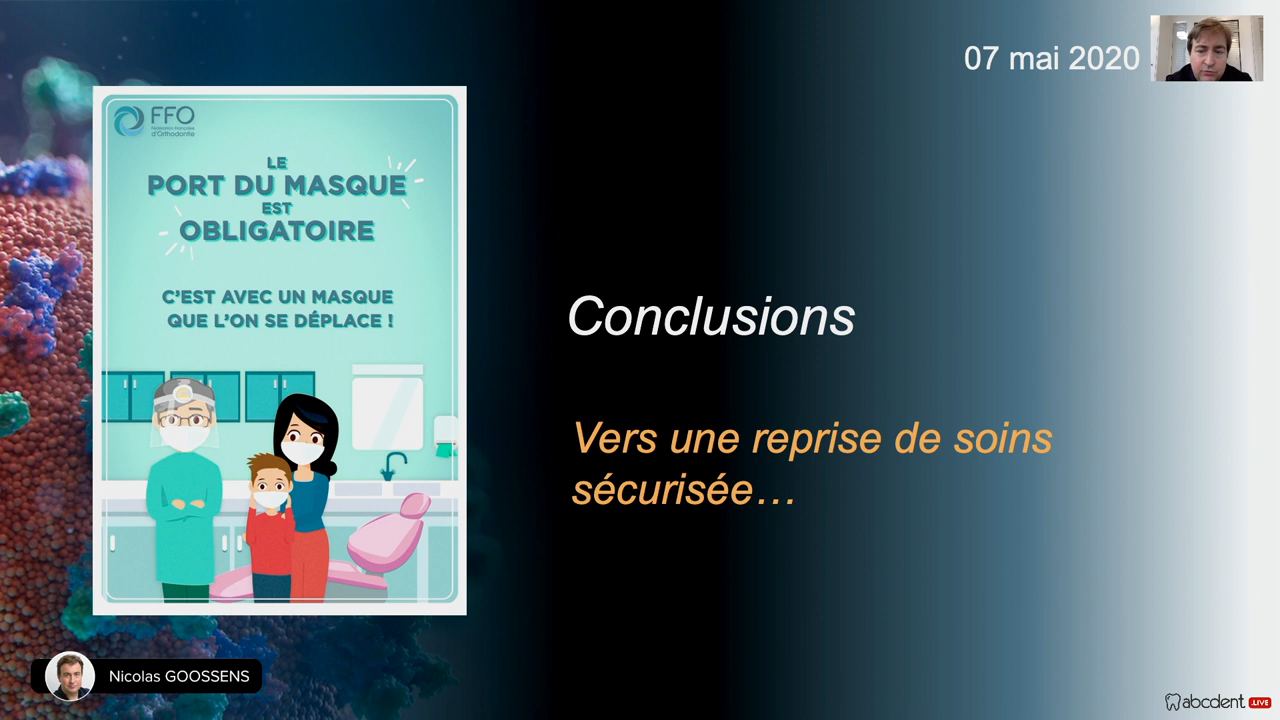 07 mai 2020
FFO
Fédération française
d'Orthodontie
LE
PORT DU MASQUE
EST
OBLIGATOIRE
C'EST AVEC UN MASQUE
QUE L'ON SE DÉPLACE !
Conclusions
Vers une reprise de soins
sécurisée…
Nicolas GOOSSENS
abcdent LIVE